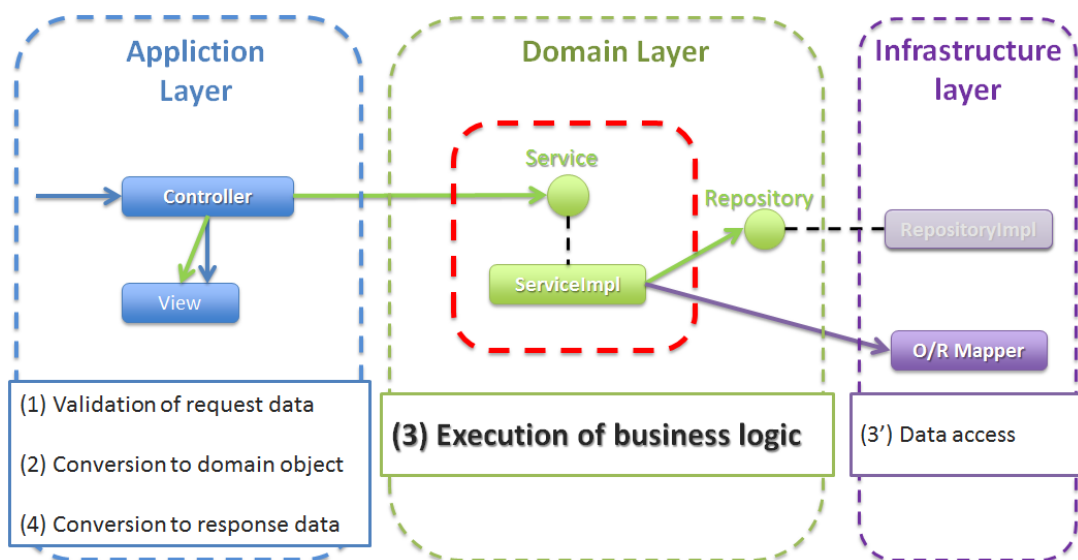 Appliction
Layer
Domain Layer
Infrastructure
layer
Service
Controller
Repository
RepositoryImpl
ServiceImpl
View
O/R Mapper
(1) Validation of request data
(2) Conversion to domain object
(4) Conversion to response data
(3) Execution of business logic
(3’) Data access